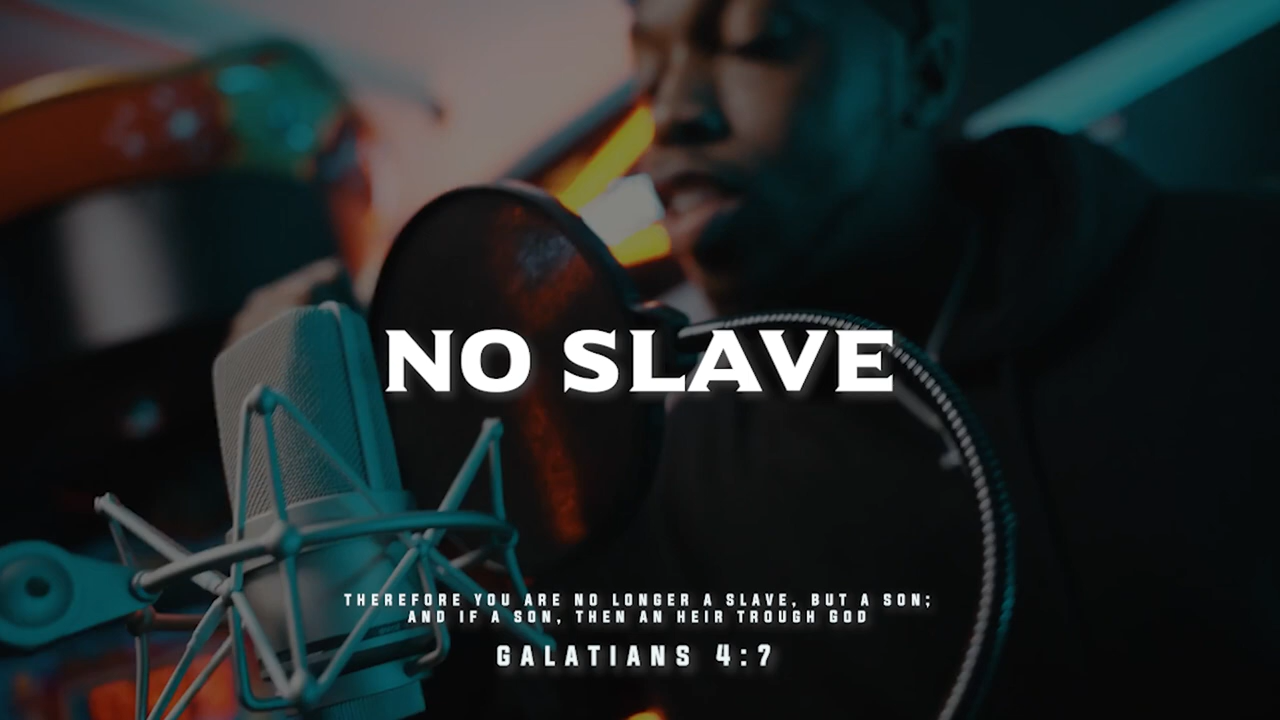 NO SLAVE
THEREFORE YOU ARE NO LONGER A SLAVE, BUT A SON;
AND IF A SON, THEN AN HEIR TROUGH GOD
GALATIANS 4:7